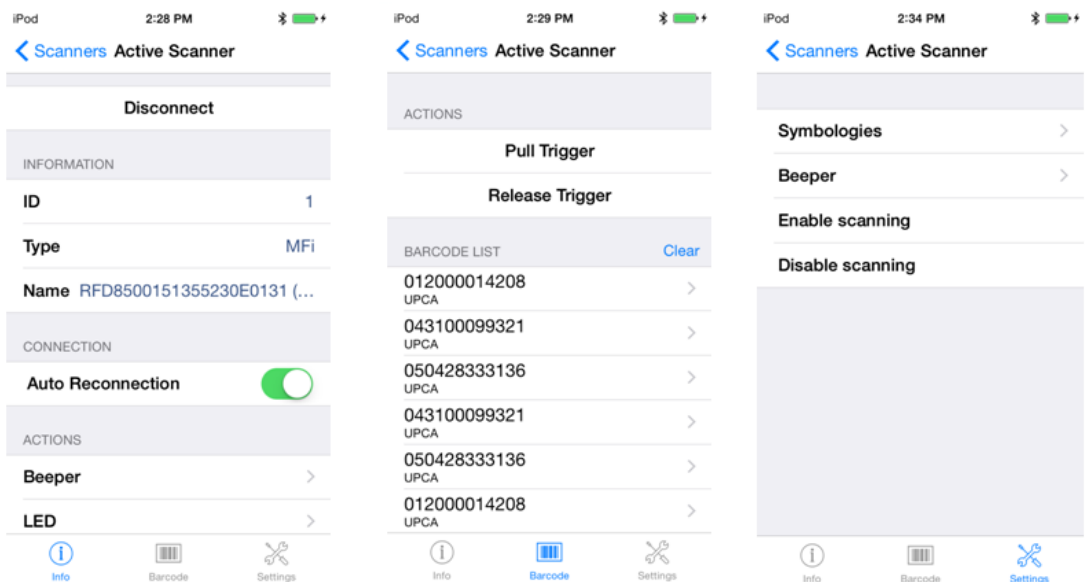 iPod 2:28 PM
Scanners Active Scanner
Disconnect
INFORMATION
ID 1
Type MFi
Name RFD8500151355230E0131 (...
CONNECTION
Auto Reconnection
ACTIONS
Beeper
LED
Info Barcode Settings
iPod 2:29 PM
Scanners Active Scanner
ACTIONS
Pull Trigger
Release Trigger
BARCODE LIST Clear
012000014208
UPCA
043100099321
UPCA
050428333136
UPCA
043100099321
UPCA
050428333136
UPCA
012000014208
UPCA
Info Barcode Settings
iPod 2:34 PM
Scanners Active Scanner
Symbologies
Beeper
Enable scanning
Disable scanning
Info Barcode Settings